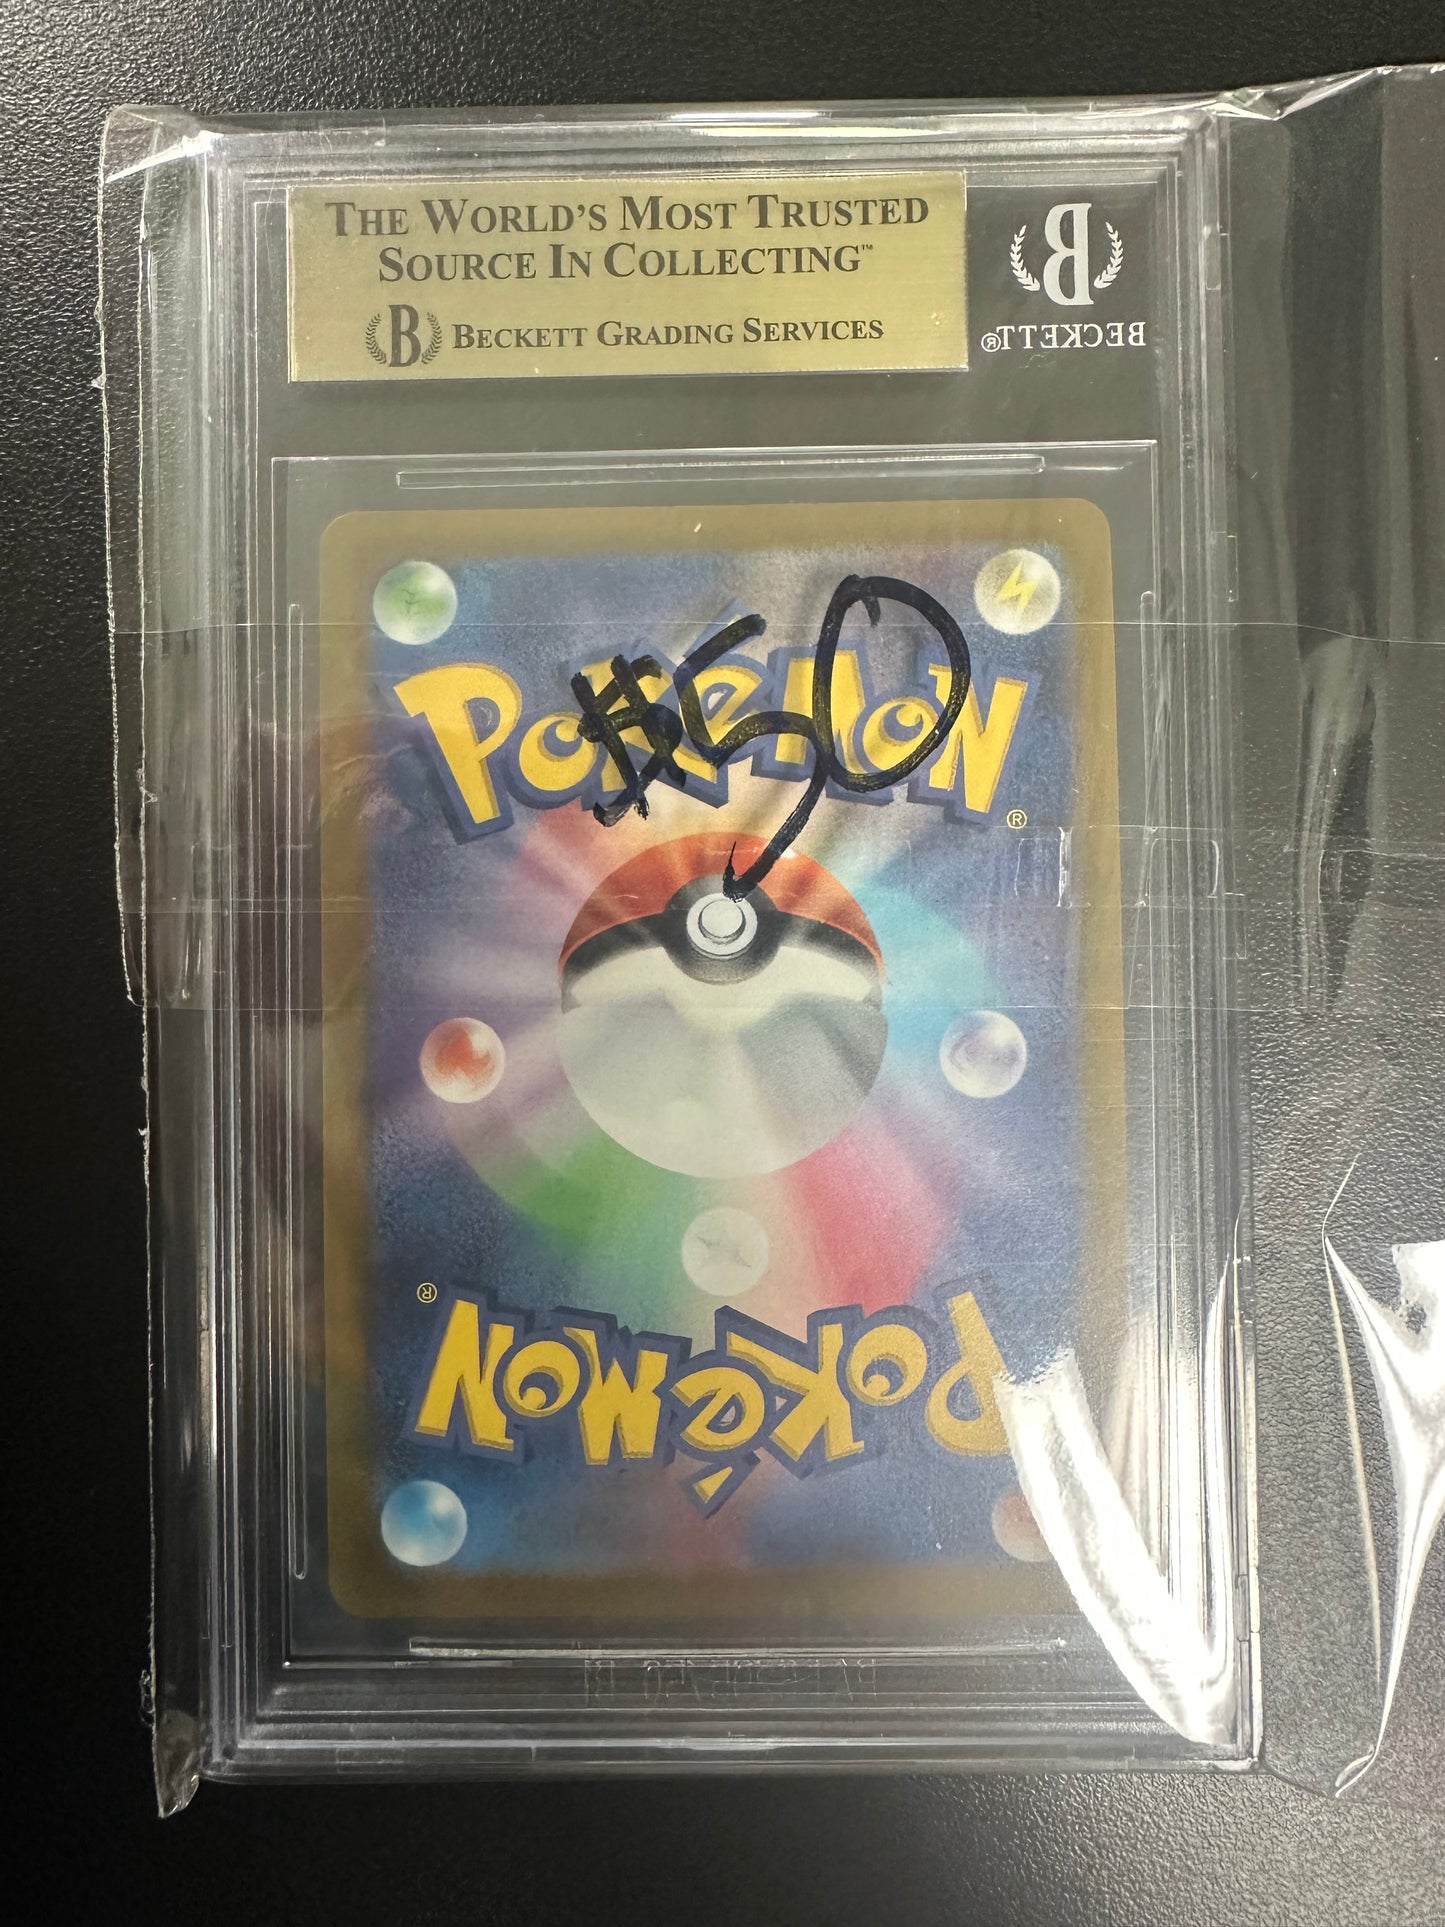 THE WORLD'S MOST TRUSTED
SOURCE IN COLLECTING™
B BECKETT GRADING SERVICES
B
BECKETT®
POKéMON®
#50
POKéMON®